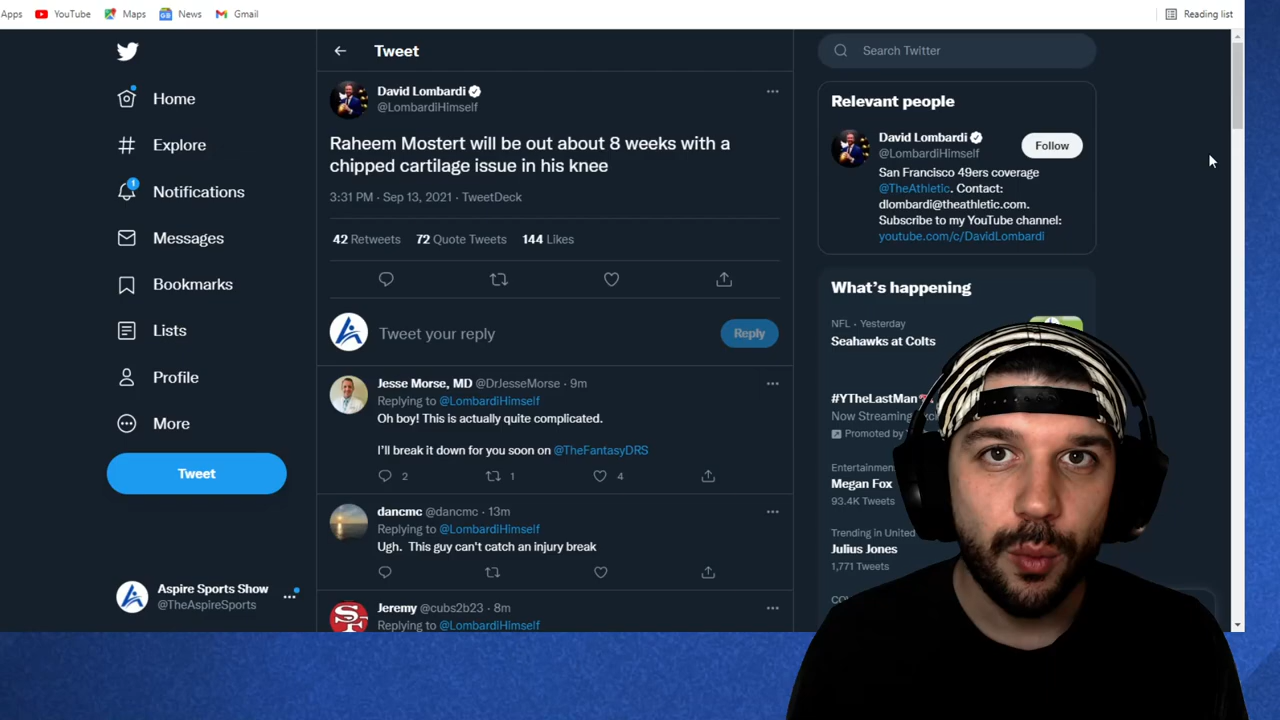 Apps YouTube Maps News Gmail Reading list
Home
Explore
Notifications
1
Messages
Bookmarks
Lists
Profile
More
Tweet
Aspire Sports Show
@TheAspireSports
Tweet
David Lombardi
@LombardiHimself
Raheem Mostert will be out about 8 weeks with a
chipped cartilage issue in his knee
3:31 PM · Sep 13, 2021 · TweetDeck
42 Retweets 72 Quote Tweets 144 Likes
Tweet your reply
Reply
Jesse Morse, MD @DrJesseMorse · 9m
Replying to @LombardiHimself
Oh boy! This is actually quite complicated.
I'll break it down for you soon on @TheFantasyDRS
2 1 4
dancmc @dancmc · 13m
Replying to @LombardiHimself
Ugh. This guy can't catch an injury break
Jeremy @cubs2b23 · 8m
Replying to @LombardiHimself
Search Twitter
Relevant people
David Lombardi
@LombardiHimself
Follow
San Francisco 49ers coverage
@TheAthletic. Contact:
dlombardi@theathletic.com.
Subscribe to my YouTube channel:
youtube.com/c/DavidLombardi
What's happening
NFL · Yesterday
Seahawks at Colts
#YTheLastMan
Now Streaming
Promoted by
Megan Fox
93.4K Tweets
Trending in United
Julius Jones
1,771 Tweets